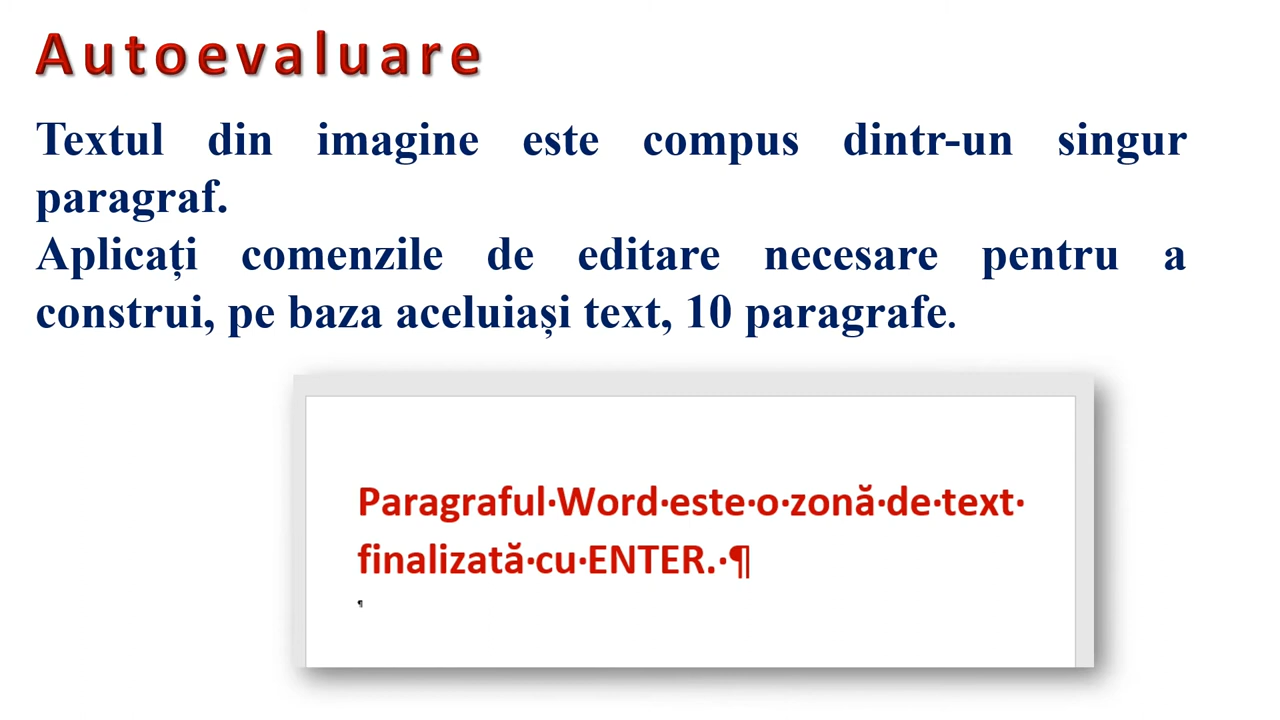 Autoevaluare
Textul din imagine este compus dintr-un singur
paragraf.
Aplicați comenzile de editare necesare pentru a
construi, pe baza aceluiași text, 10 paragrafe.
Paragraful·Word·este·o·zonă·de·text·
finalizată·cu·ENTER.·¶
¶